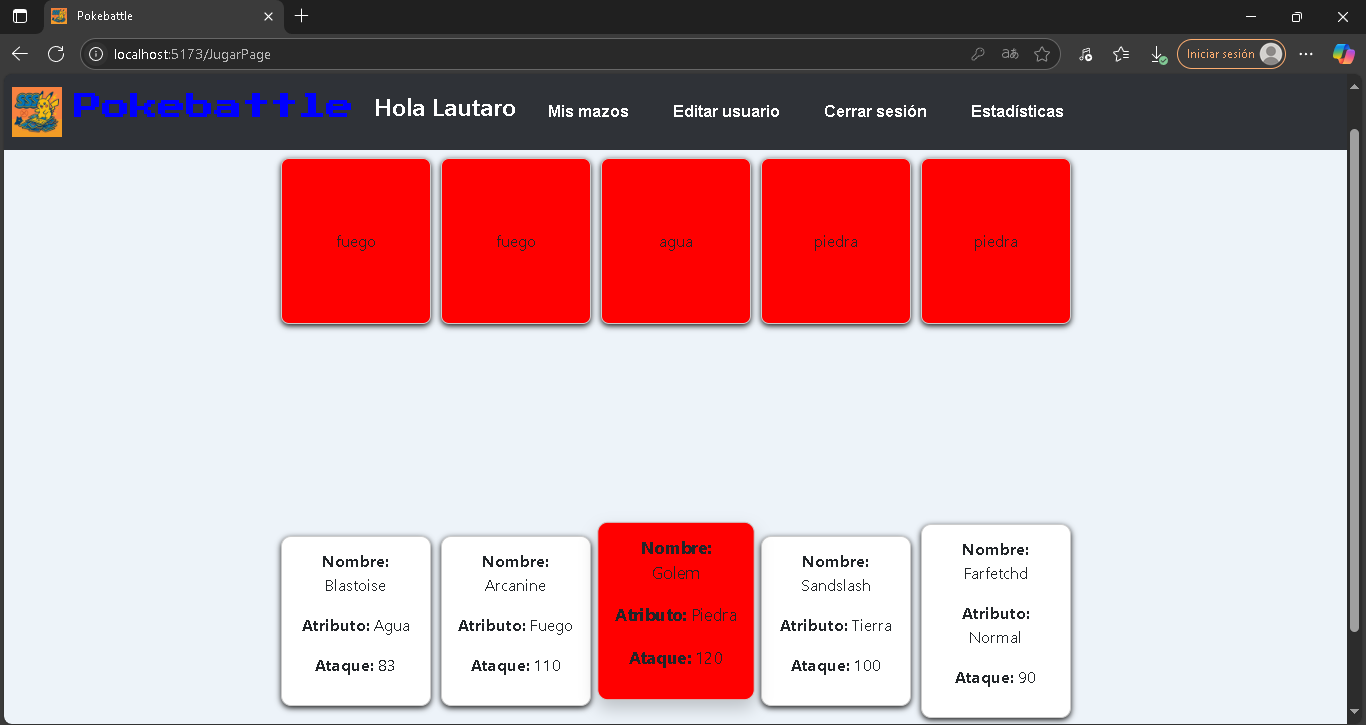 Pokebattle
localhost:5173/JugarPage
Iniciar sesión
Pokebattle Hola Lautaro Mis mazos Editar usuario Cerrar sesión Estadísticas
fuego fuego agua piedra piedra
Nombre:
Blastoise
Atributo: Agua
Ataque: 83
Nombre:
Arcanine
Atributo: Fuego
Ataque: 110
Nombre:
Golem
Atributo: Piedra
Ataque: 120
Nombre:
Sandslash
Atributo: Tierra
Ataque: 100
Nombre:
Farfetchd
Atributo:
Normal
Ataque: 90